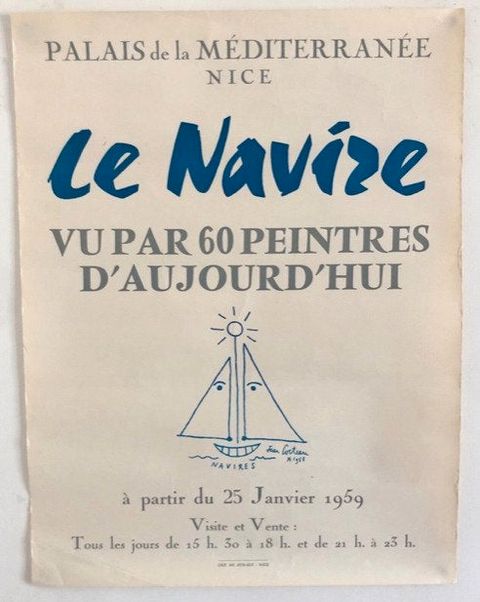 PALAIS de la MÉDITERRANÉE
NICE
Le Navire
VU PAR 60 PEINTRES
D'AUJOURD'HUI
Jean Cocteau
1958
NAVIRES
à partir du 25 Janvier 1959
Visite et Vente :
Tous les jours de 15 h. 30 à 18 h. et de 21 h. à 23 h.